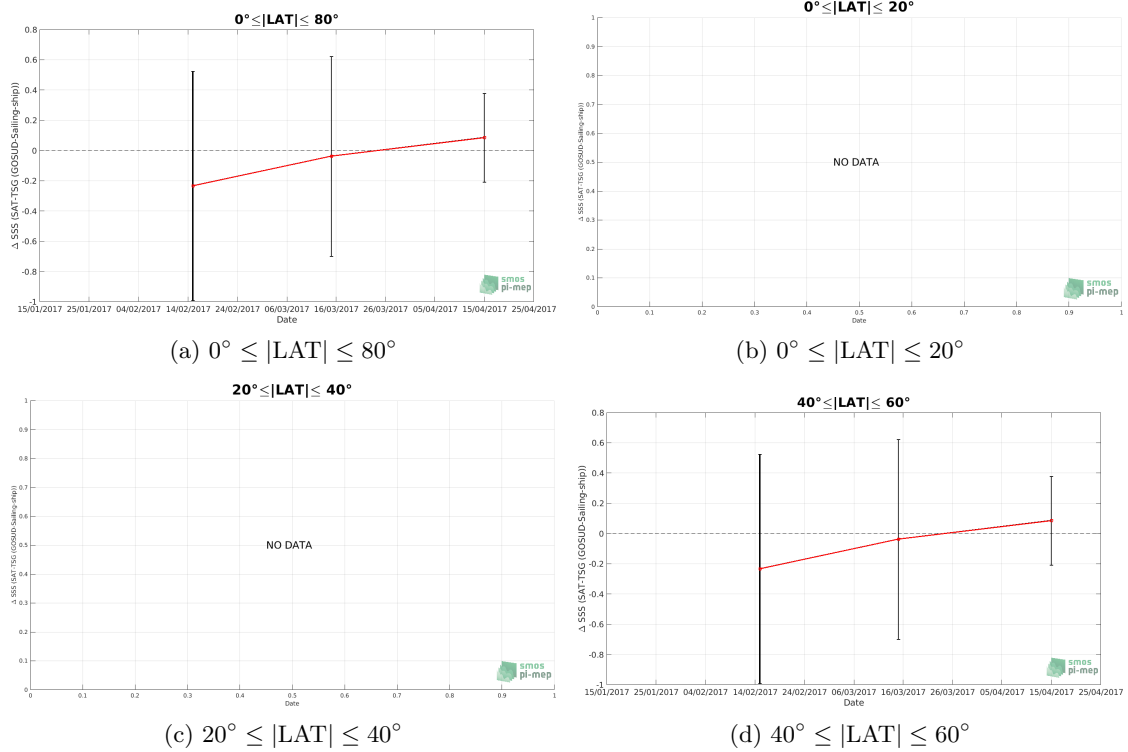 0°≤|LAT|≤ 80°
0.8
0.6
0.4
0.2
0
-0.2
-0.4
-0.6
-0.8
-1
Δ SSS (SAT-TSG (GOSUD-Sailing-ship))
15/01/2017 25/01/2017 04/02/2017 14/02/2017 24/02/2017 06/03/2017 16/03/2017 26/03/2017 05/04/2017 15/04/2017 25/04/2017
Date
smos
pi-mep
(a) 0° ≤ |LAT| ≤ 80°
0°≤|LAT|≤ 20°
1
0.9
0.8
0.7
0.6
0.5
0.4
0.3
0.2
0.1
0
Δ SSS (SAT-TSG (GOSUD-Sailing-ship))
NO DATA
0 0.1 0.2 0.3 0.4 0.5 0.6 0.7 0.8 0.9 1
Date
smos
pi-mep
(b) 0° ≤ |LAT| ≤ 20°
20°≤|LAT|≤ 40°
1
0.9
0.8
0.7
0.6
0.5
0.4
0.3
0.2
0.1
0
Δ SSS (SAT-TSG (GOSUD-Sailing-ship))
NO DATA
0 0.1 0.2 0.3 0.4 0.5 0.6 0.7 0.8 0.9 1
Date
smos
pi-mep
(c) 20° ≤ |LAT| ≤ 40°
40°≤|LAT|≤ 60°
0.8
0.6
0.4
0.2
0
-0.2
-0.4
-0.6
-0.8
-1
Δ SSS (SAT-TSG (GOSUD-Sailing-ship))
15/01/2017 25/01/2017 04/02/2017 14/02/2017 24/02/2017 06/03/2017 16/03/2017 26/03/2017 05/04/2017 15/04/2017 25/04/2017
Date
smos
pi-mep
(d) 40° ≤ |LAT| ≤ 60°